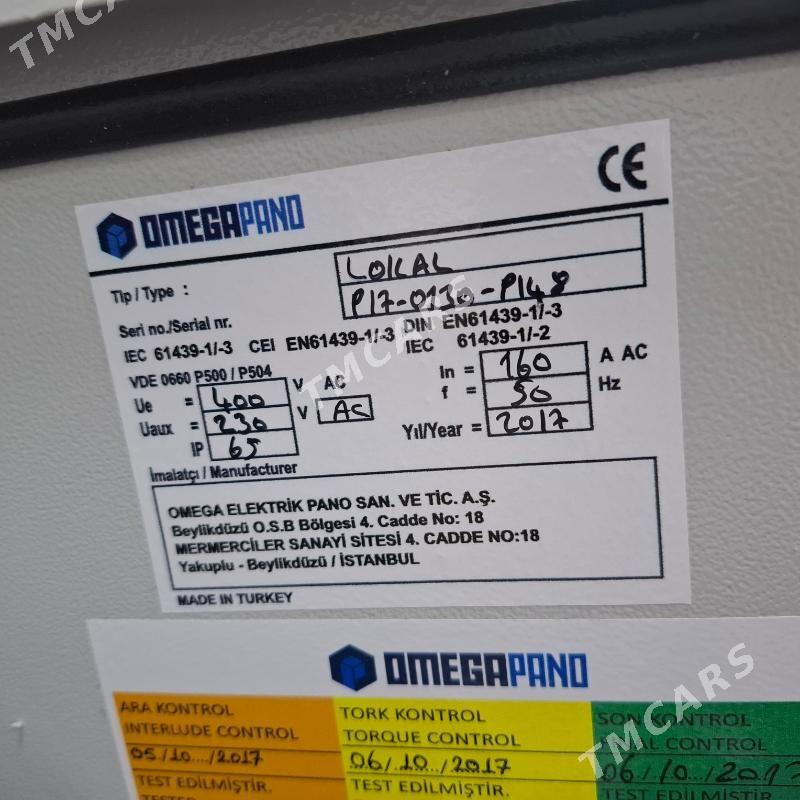 TMCARS
CE
OMEGAPANO
Tip / Type : LOKAL
Seri no./Serial nr. P17-0130-P148
IEC 61439-1/-3 CEI EN61439-1/-3 DIN EN61439-1/-3
VDE 0660 P500 / P504 IEC 61439-1/-2
Ue = 400 V AC In = 160 A AC
Uaux = 230 V AC f = 50 Hz
IP 65 Yıl/Year = 2017
İmalatçı / Manufacturer
OMEGA ELEKTRİK PANO SAN. VE TİC. A.Ş.
Beylikdüzü O.S.B Bölgesi 4. Cadde No: 18
MERMERCİLER SANAYİ SİTESİ 4. CADDE NO:18
Yakuplu - Beylikdüzü / İSTANBUL
MADE IN TURKEY
TMCARS
OMEGAPANO
ARA KONTROL TORK KONTROL SON KONTROL
INTERLUDE CONTROL TORQUE CONTROL CONTROL
05/10.../2017 06/.10.../2017 06/10.../2017
TEST EDİLMİŞTİR. TEST EDİLMİŞTİR. TEST EDİLMİŞTİR.
TMCARS